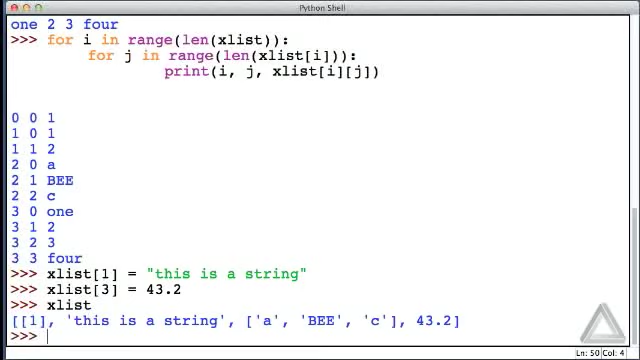 Python Shell
one 2 3 four
>>> for i in range(len(xlist)):
        for j in range(len(xlist[i])):
                print(i, j, xlist[i][j])
0 0 1
1 0 1
1 1 2
2 0 a
2 1 BEE
2 2 c
3 0 one
3 1 2
3 2 3
3 3 four
>>> xlist[1] = "this is a string"
>>> xlist[3] = 43.2
>>> xlist
[[1], 'this is a string', ['a', 'BEE', 'c'], 43.2]
>>>
Ln: 50 Col: 4